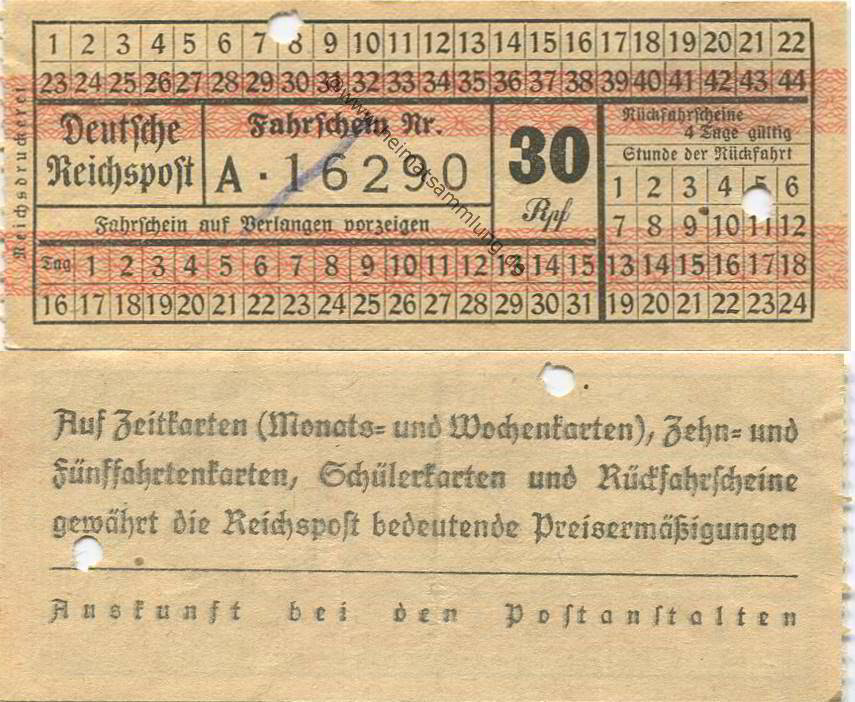 1 2 3 4 5 6 7 8 9 10 11 12 13 14 15 16 17 18 19 20 21 22
23 24 25 26 27 28 29 30 31 32 33 34 35 36 37 38 39 40 41 42 43 44
Reichsdruckerei
Deutsche
Reichspost
Fahrschein Nr.
A · 16290
30
Rpf
Fahrschein auf Verlangen vorzeigen
Rückfahrscheine
4 Tage gültig
Stunde der Rückfahrt
1 2 3 4 5 6
7 8 9 10 11 12
13 14 15 16 17 18
19 20 21 22 23 24
Tag 1 2 3 4 5 6 7 8 9 10 11 12 13 14 15
16 17 18 19 20 21 22 23 24 25 26 27 28 29 30 31
www.heimatsammlung.de
Auf Zeitkarten (Monats- und Wochenkarten), Zehn- und
Fünffahrtenkarten, Schülerkarten und Rückfahrscheine
gewährt die Reichspost bedeutende Preisermäßigungen
Auskunft bei den Postanstalten